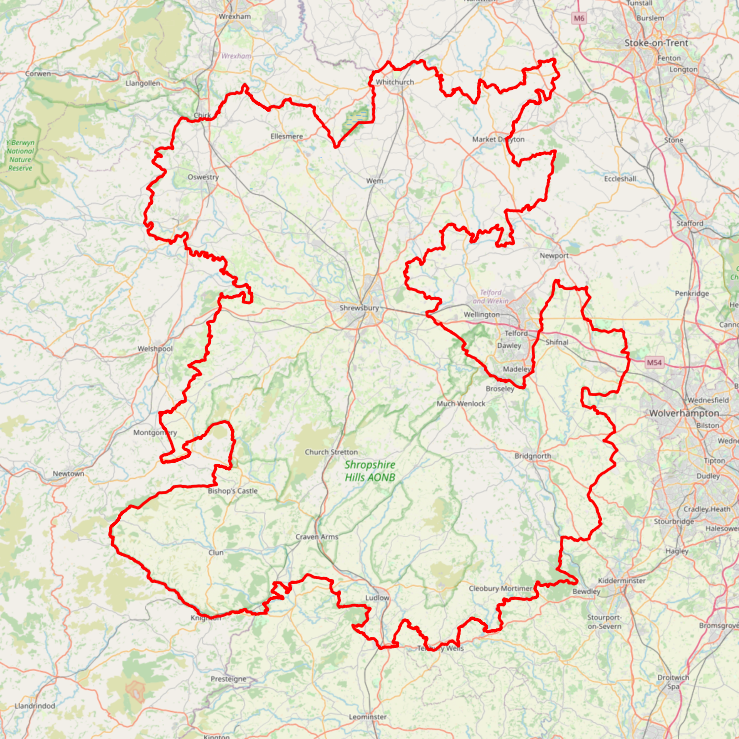 Tunstall
M6
Burslem
Wrexham
Stoke-on-Trent
Wrexham
Fenton
Longton
Corwen
Llangollen
Whitchurch
Chirk
Ellesmere
Market Drayton
Stone
Berwyn
National
Nature
Reserve
Oswestry
Wem
Eccleshall
Stafford
Newport
Telford
and Wrekin
Penkridge
Shrewsbury
Wellington
Telford
Dawley
Shifnal
Welshpool
M54
Madeley
Broseley
Much Wenlock
Wednesfield
Wolverhampton
Bilston
Montgomery
Church Stretton
Shropshire
Hills AONB
Bridgnorth
Tipton
Newtown
Dudley
Bishop's Castle
Cradley Heath
Stourbridge
Halesowen
Craven Arms
Clun
Hagley
Kidderminster
Cleobury Mortimer
Bewdley
Ludlow
Knighton
Stourport-
on-Severn
Bromsgrove
Tenbury Wells
Presteigne
Droitwich
Spa
Llandrindod
Leominster
Kington